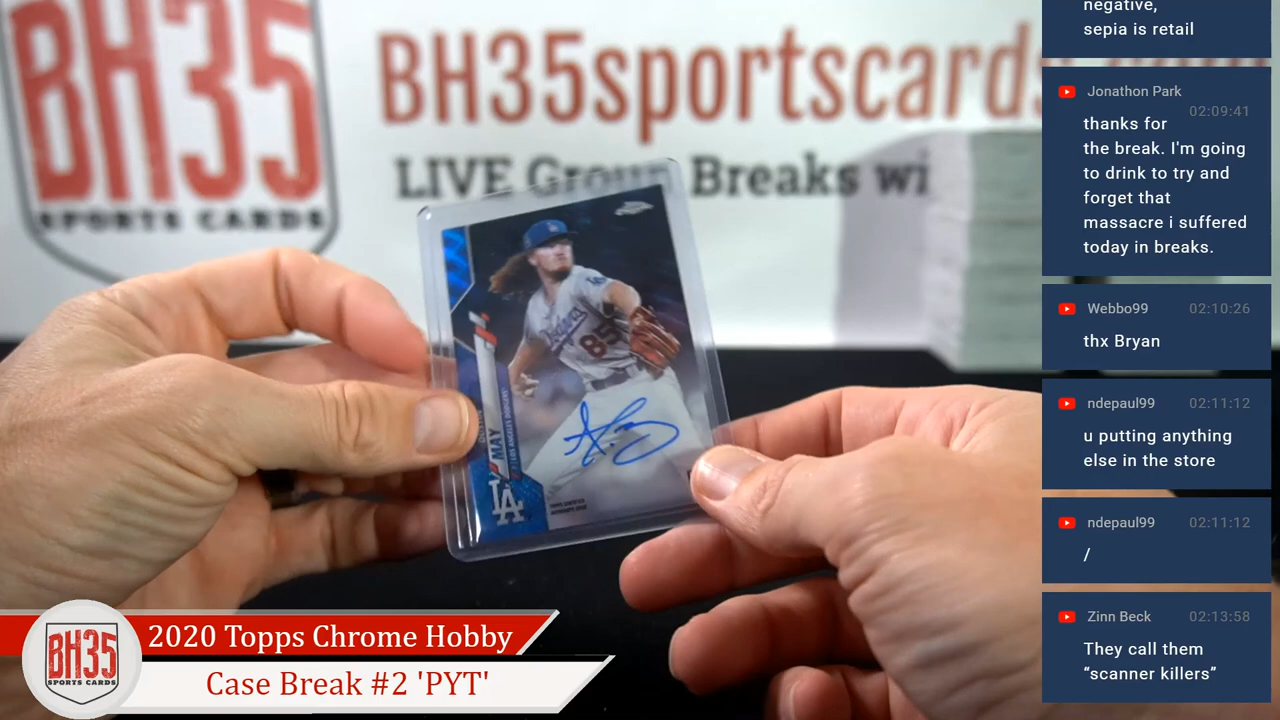 BH35
SPORTS CARDS
BH35sportscards
LIVE Group Breaks wi
Dodgers
85
DUSTIN
MAY
LOS ANGELES DODGERS
LA
2020 Topps Chrome Hobby
Case Break #2 'PYT'
BH35
SPORTS CARDS
negative,
sepia is retail
Jonathon Park
02:09:41
thanks for
the break. I'm going
to drink to try and
forget that
massacre i suffered
today in breaks.
Webbo99 02:10:26
thx Bryan
ndepaul99 02:11:12
u putting anything
else in the store
ndepaul99 02:11:12
/
Zinn Beck 02:13:58
They call them
“scanner killers”